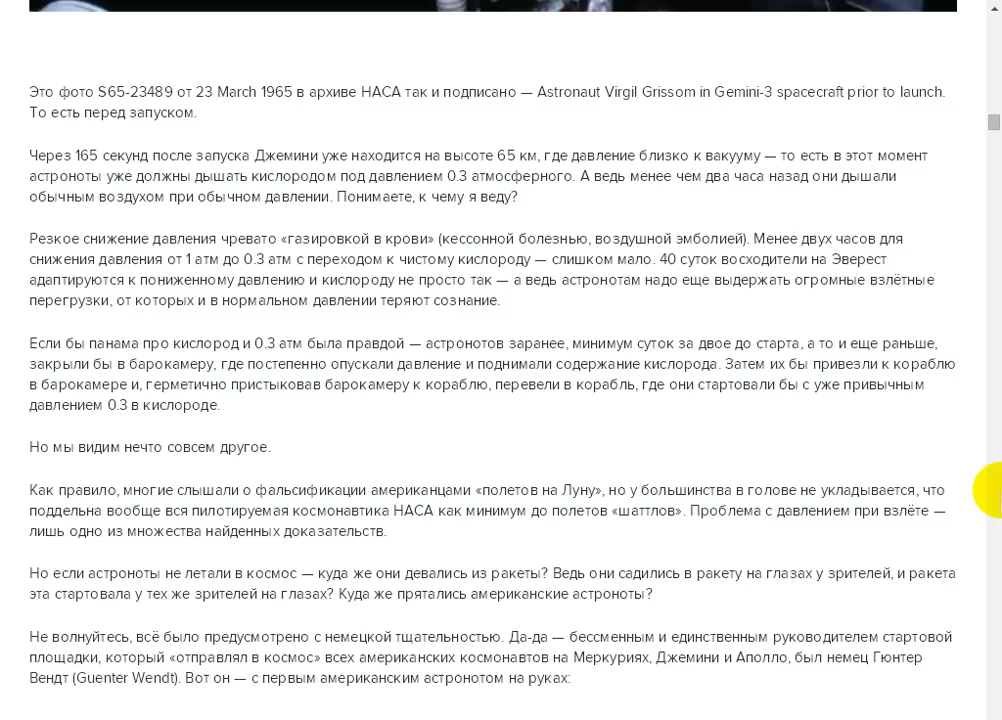 Это фото S65-23489 от 23 March 1965 в архиве НАСА так и подписано — Astronaut Virgil Grissom in Gemini-3 spacecraft prior to launch.
То есть перед запуском.
Через 165 секунд после запуска Джемини уже находится на высоте 65 км, где давление близко к вакууму — то есть в этот момент
астроноты уже должны дышать кислородом под давлением 0.3 атмосферного. А ведь менее чем два часа назад они дышали
обычным воздухом при обычном давлении. Понимаете, к чему я веду?
Резкое снижение давления чревато «газировкой в крови» (кессонной болезнью, воздушной эмболией). Менее двух часов для
снижения давления от 1 атм до 0.3 атм с переходом к чистому кислороду — слишком мало. 40 суток восходители на Эверест
адаптируются к пониженному давлению и кислороду не просто так — а ведь астронотам надо еще выдержать огромные взлётные
перегрузки, от которых и в нормальном давлении теряют сознание.
Если бы панама про кислород и 0.3 атм была правдой — астронотов заранее, минимум суток за двое до старта, а то и еще раньше,
закрыли бы в барокамеру, где постепенно опускали давление и поднимали содержание кислорода. Затем их бы привезли к кораблю
в барокамере и, герметично пристыковав барокамеру к кораблю, перевели в корабль, где они стартовали бы с уже привычным
давлением 0.3 в кислороде.
Но мы видим нечто совсем другое.
Как правило, многие слышали о фальсификации американцами «полетов на Луну», но у большинства в голове не укладывается, что
поддельна вообще вся пилотируемая космонавтика НАСА как минимум до полетов «шаттлов». Проблема с давлением при взлёте —
лишь одно из множества найденных доказательств.
Но если астроноты не летали в космос — куда же они девались из ракеты? Ведь они садились в ракету на глазах у зрителей, и ракета
эта стартовала у тех же зрителей на глазах? Куда же прятались американские астроноты?
Не волнуйтесь, всё было предусмотрено с немецкой тщательностью. Да-да — бессменным и единственным руководителем стартовой
площадки, который «отправлял в космос» всех американских космонавтов на Меркуриях, Джемини и Аполло, был немец Гюнтер
Вендт (Guenter Wendt). Вот он — с первым американским астронотом на руках: